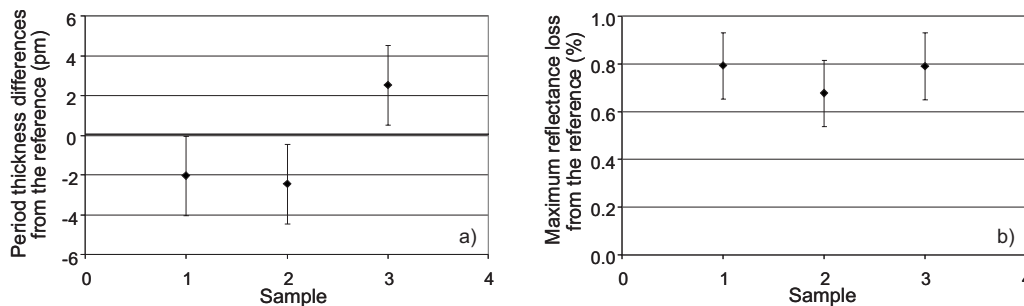 Period thickness differences
from the reference (pm)
6
4
2
0
-2
-4
-6
0 1 2 3 4
Sample
a)
Maximum reflectance loss
from the reference (%)
1.0
0.8
0.6
0.4
0.2
0.0
0 1 2 3 4
Sample
b)